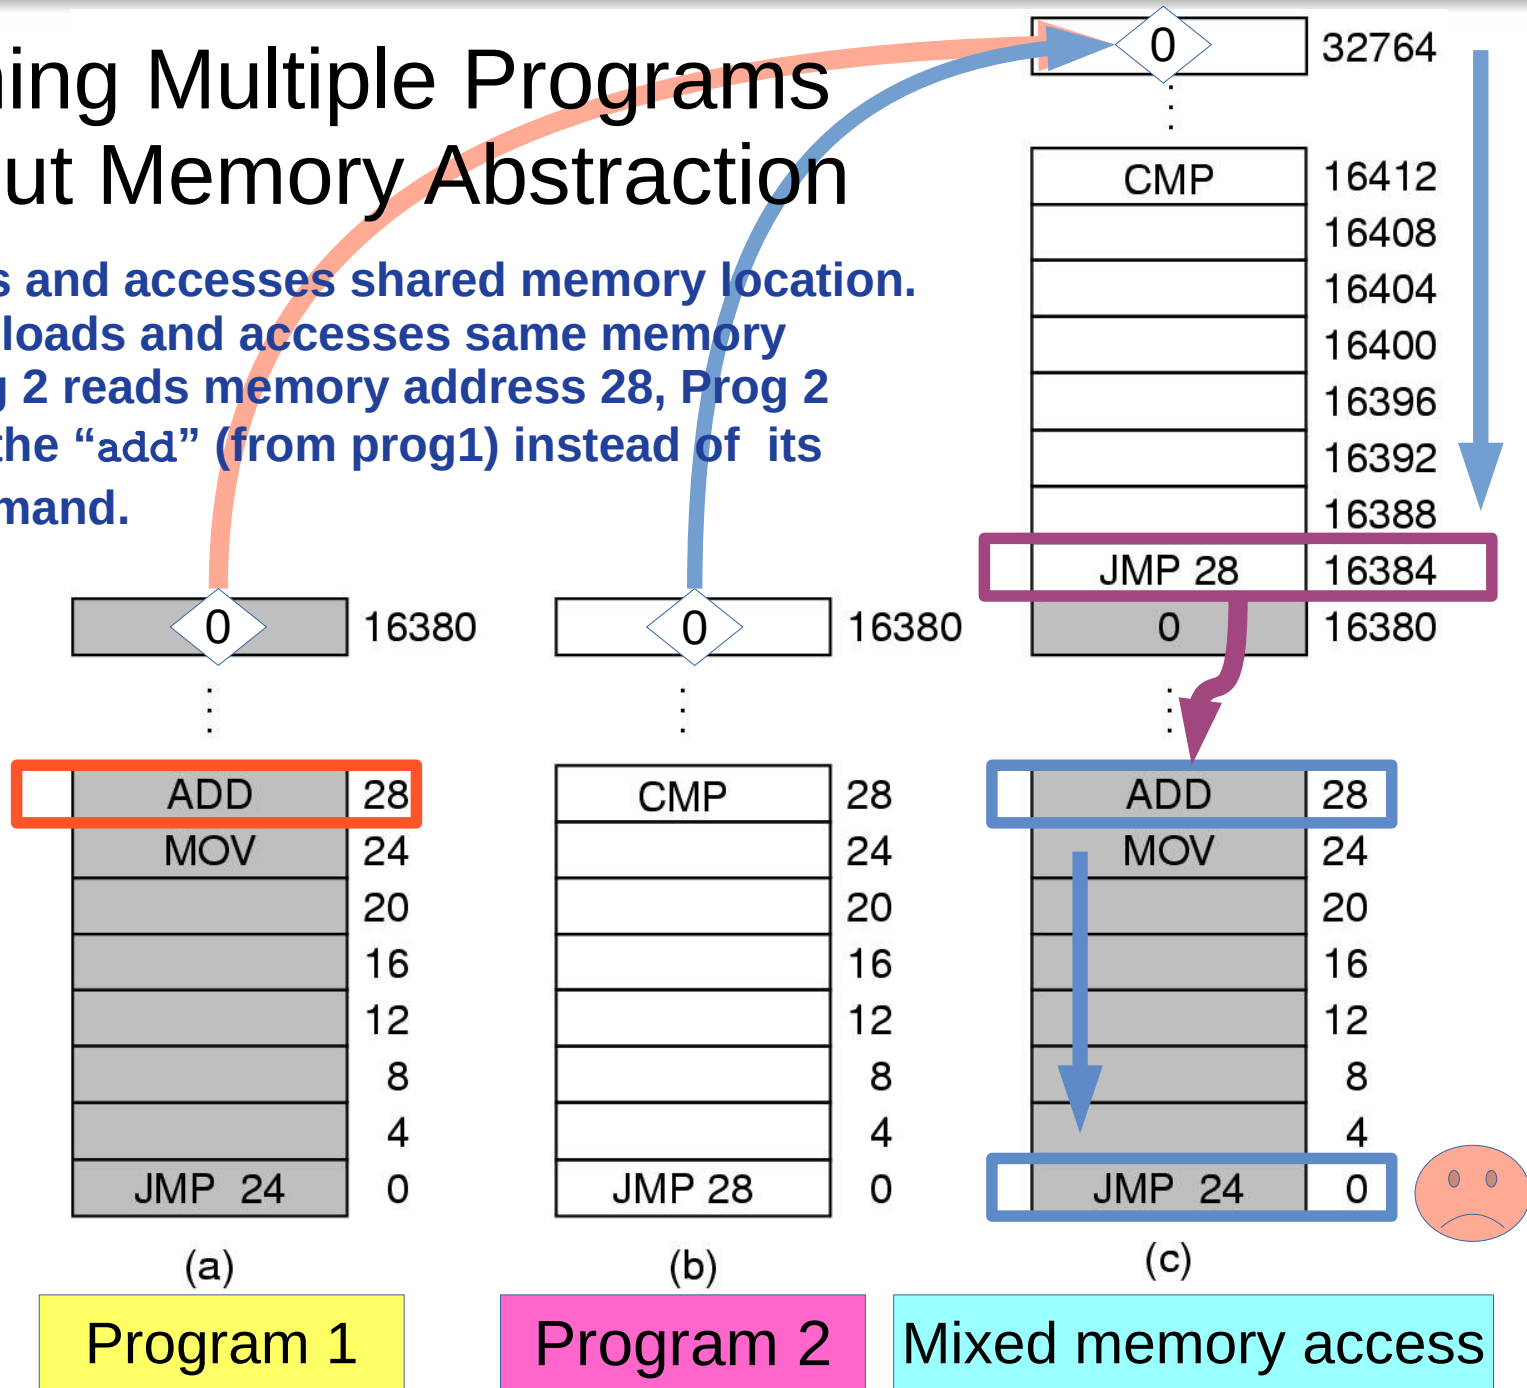 ning Multiple Programs
ut Memory Abstraction
s and accesses shared memory location.
loads and accesses same memory
g 2 reads memory address 28, Prog 2
the “add” (from prog1) instead of its
mand.
0 16380
ADD 28
MOV 24
20
16
12
8
4
JMP 24 0
(a)
Program 1
0 16380
CMP 28
24
20
16
12
8
4
JMP 28 0
(b)
Program 2
0 32764
CMP 16412
16408
16404
16400
16396
16392
16388
JMP 28 16384
0 16380
ADD 28
MOV 24
20
16
12
8
4
JMP 24 0
(c)
Mixed memory access